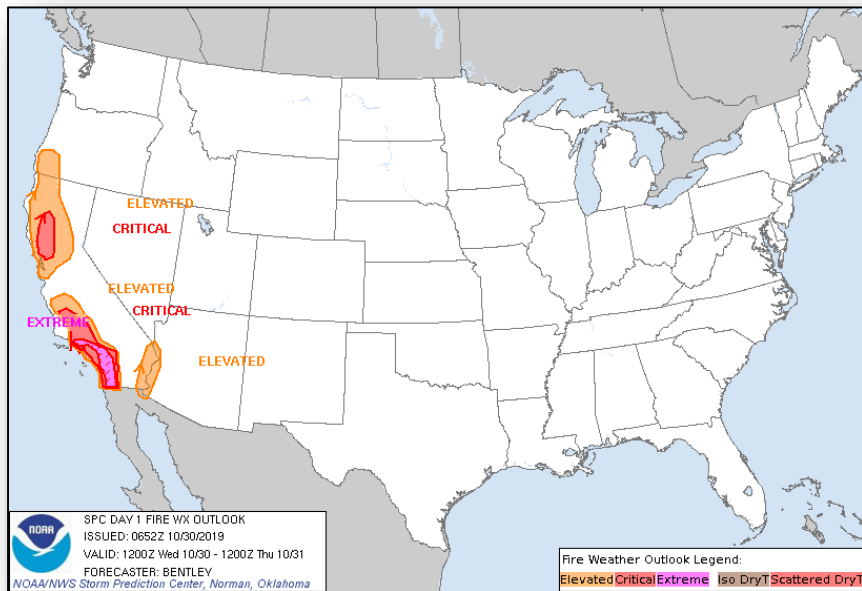 ELEVATED
CRITICAL
ELEVATED
CRITICAL
EXTREME
ELEVATED
NOAA
SPC DAY 1 FIRE WX OUTLOOK
ISSUED: 0652Z 10/30/2019
VALID: 1200Z Wed 10/30 - 1200Z Thu 10/31
FORECASTER: BENTLEY
NOAA/NWS Storm Prediction Center, Norman, Oklahoma
Fire Weather Outlook Legend:
Elevated Critical Extreme Iso DryT Scattered DryT